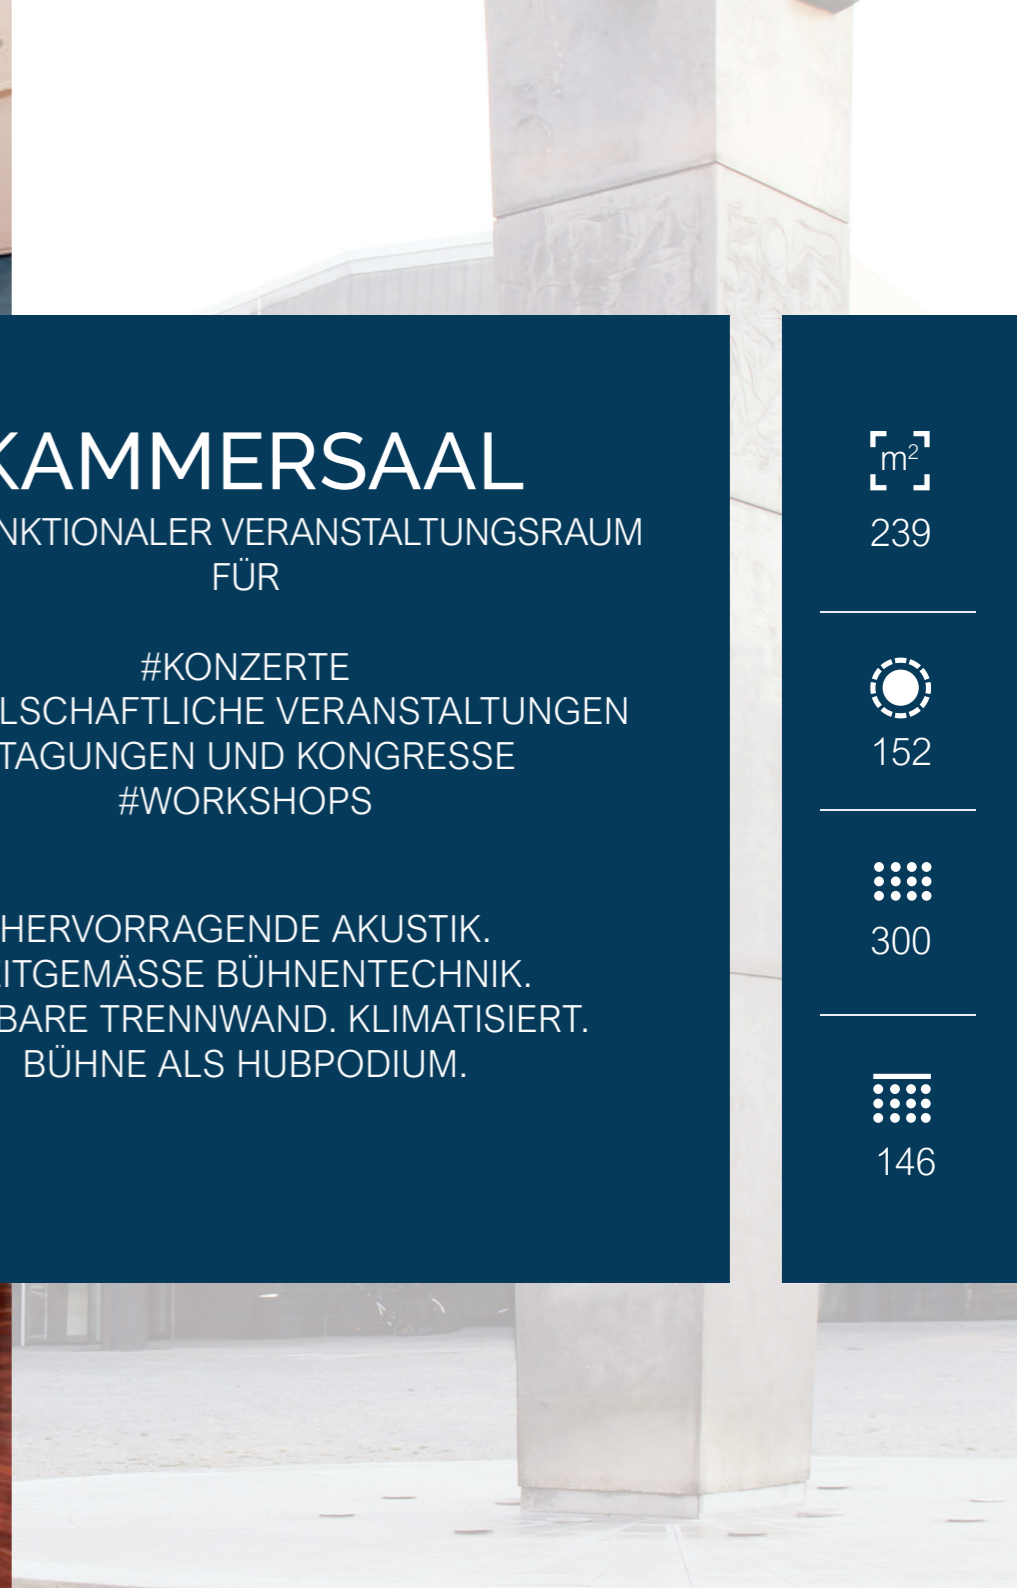 KAMMERSAAL
NKTIONALER VERANSTALTUNGSRAUM
FÜR
#KONZERTE
LSCHAFTLICHE VERANSTALTUNGEN
TAGUNGEN UND KONGRESSE
#WORKSHOPS
HERVORRAGENDE AKUSTIK.
EITGEMÄSSE BÜHNENTECHNIK.
BARE TRENNWAND. KLIMATISIERT.
BÜHNE ALS HUBPODIUM.
m²
239
152
300
146